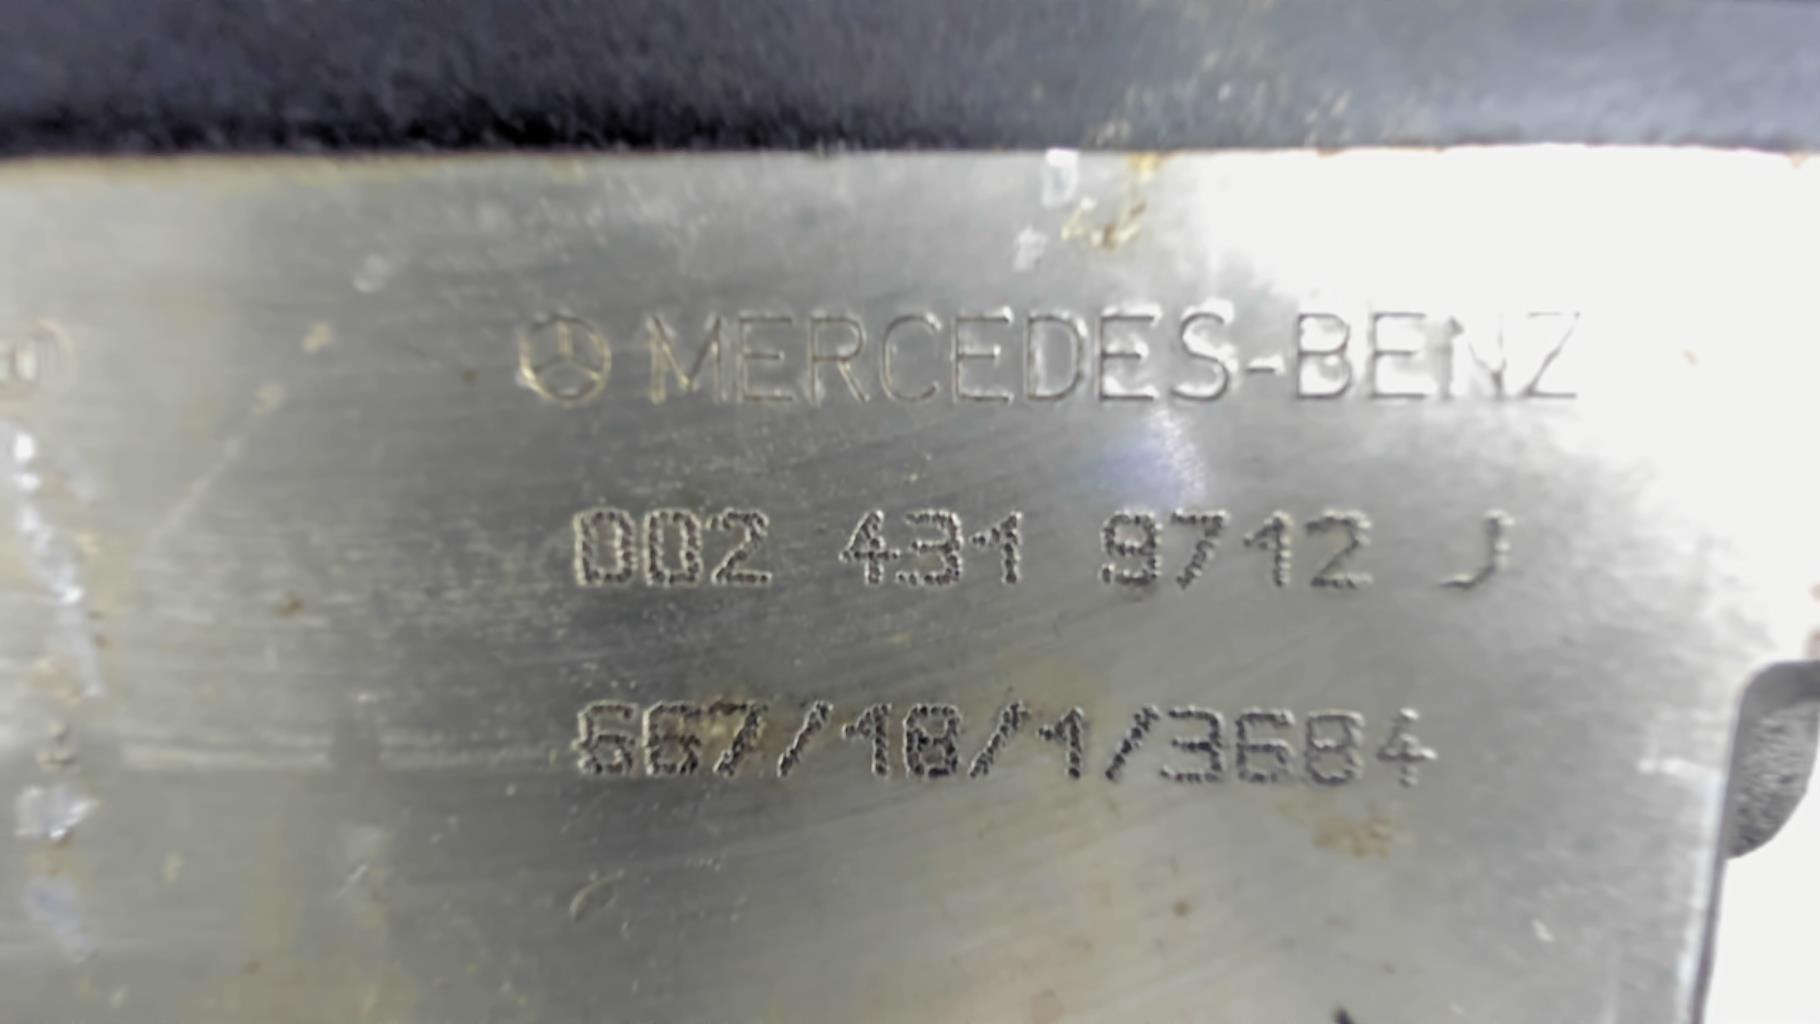 MERCEDES-BENZ
002 431 9712 J
667/18/1/3684